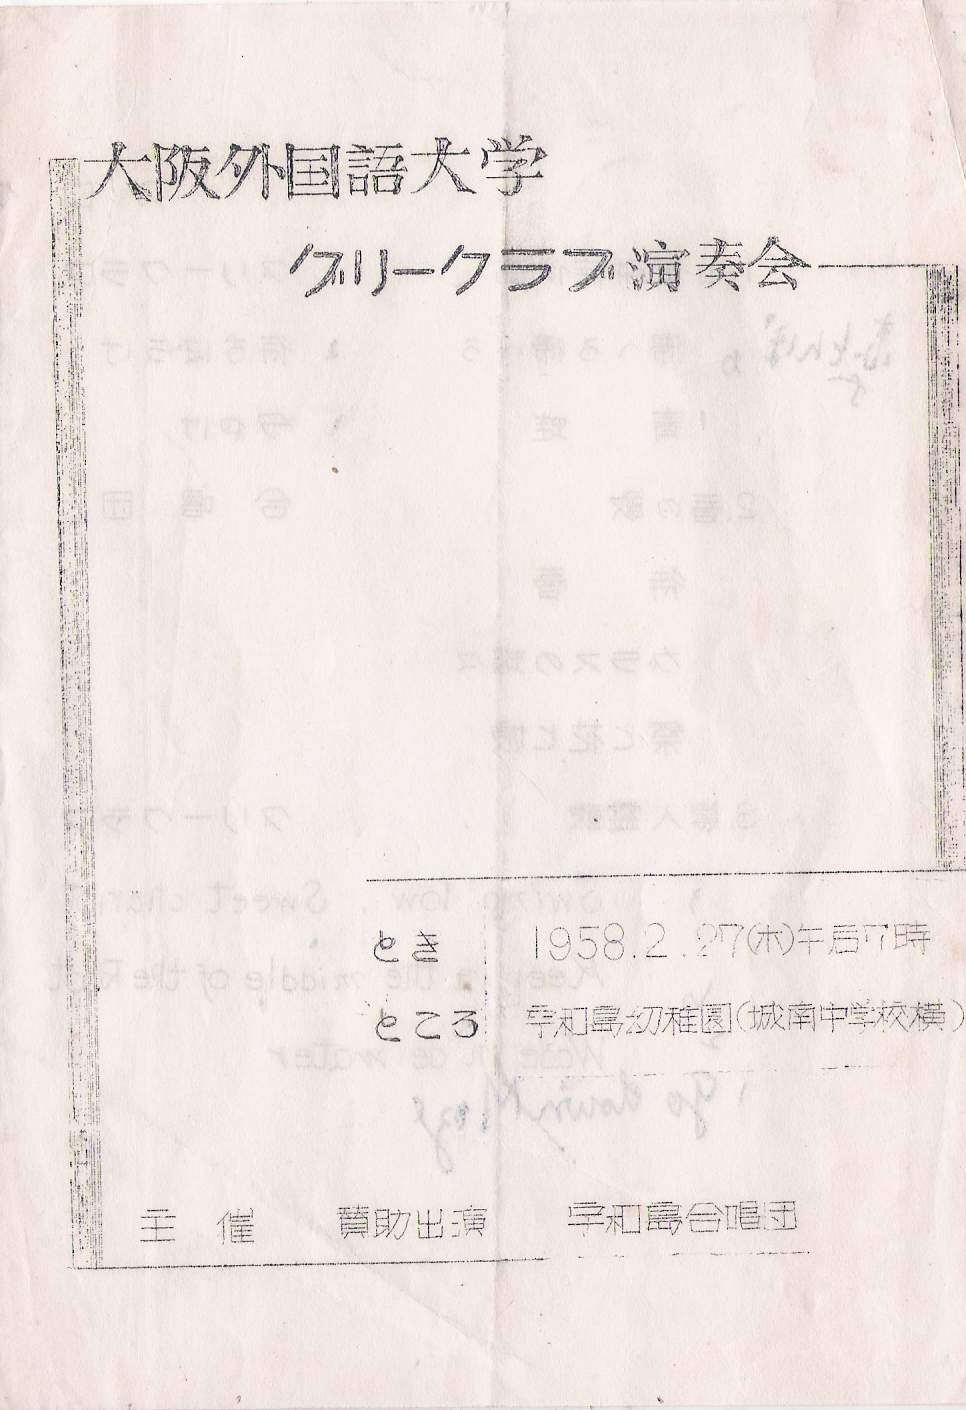 大阪外国語大学
グリークラブ演奏会
とき 1958.2.27(木)午后7時
ところ 宇和島幼稚園(城南中学校横)
主催 賛助出演 宇和島合唱団